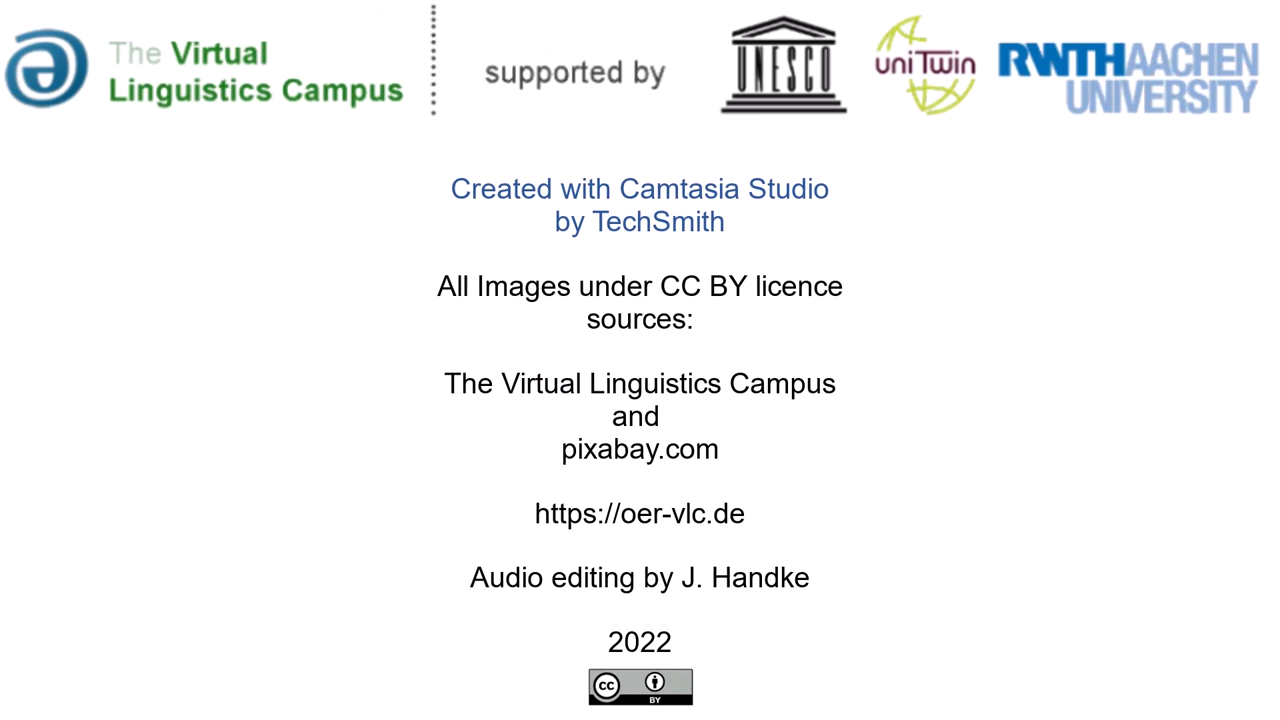 The Virtual
Linguistics Campus
supported by
UNESCO
uniTwin
RWTHAACHEN
UNIVERSITY
Created with Camtasia Studio
by TechSmith
All Images under CC BY licence
sources:
The Virtual Linguistics Campus
and
pixabay.com
https://oer-vlc.de
Audio editing by J. Handke
2022
cc
BY